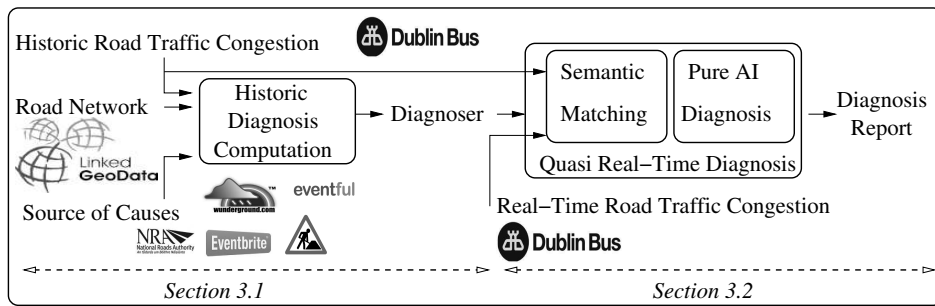 Historic Road Traffic Congestion
Dublin Bus
Road Network
Linked
GeoData
Source of Causes
Historic
Diagnosis
Computation
Diagnoser
Semantic
Matching
Pure AI
Diagnosis
Quasi Real-Time Diagnosis
Diagnosis
Report
wunderground.com
TM
eventful
NRA
National Roads Authority
Eventbrite
Real-Time Road Traffic Congestion
Dublin Bus
Section 3.1
Section 3.2